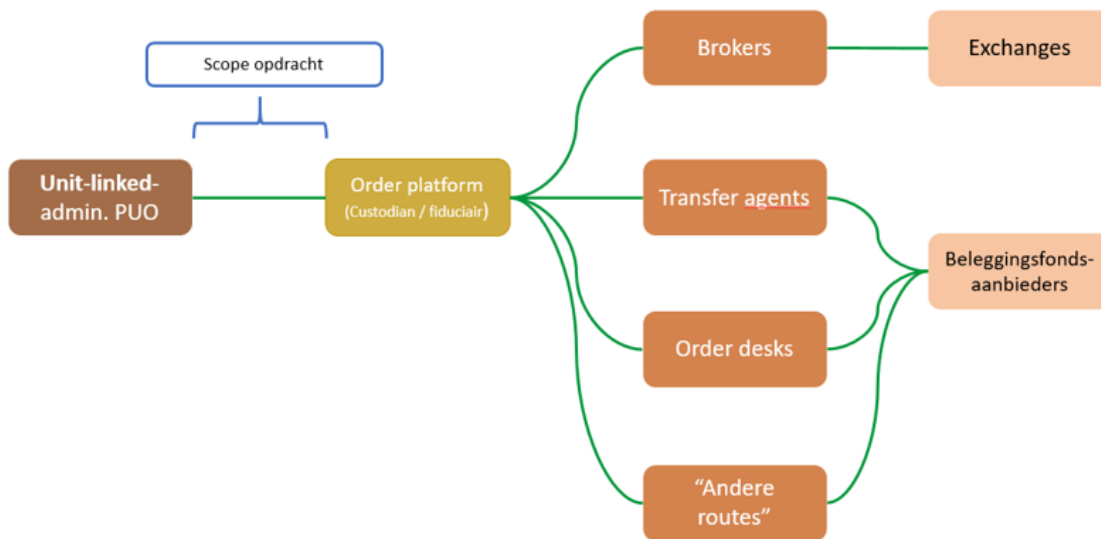 Scope opdracht
Unit-linked-
admin. PUO
Order platform
(Custodian / fiduciair)
Brokers
Exchanges
Transfer agents
Beleggingsfonds-
aanbieders
Order desks
“Andere
routes”